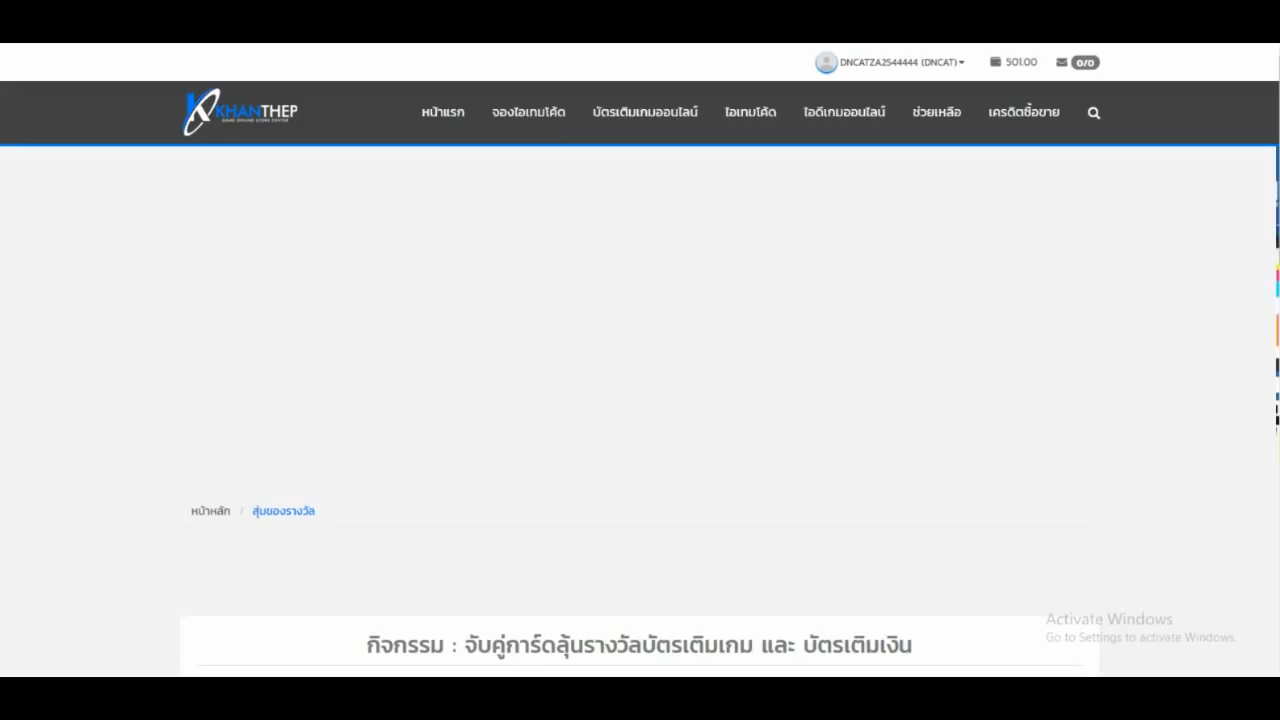 DNCATZA2544444 (DNCAT) 501.00 0/0
KHANTHEP
GAME ONLINE STORE CENTER
หน้าแรก จองไอเทมโค้ด บัตรเติมเกมออนไลน์ ไอเทมโค้ด ไอดีเกมออนไลน์ ช่วยเหลือ เครดิตซื้อขาย
หน้าหลัก / สุ่มของรางวัล
กิจกรรม : จับคู่การ์ดลุ้นรางวัลบัตรเติมเกม และ บัตรเติมเงิน
Activate Windows
Go to Settings to activate Windows.